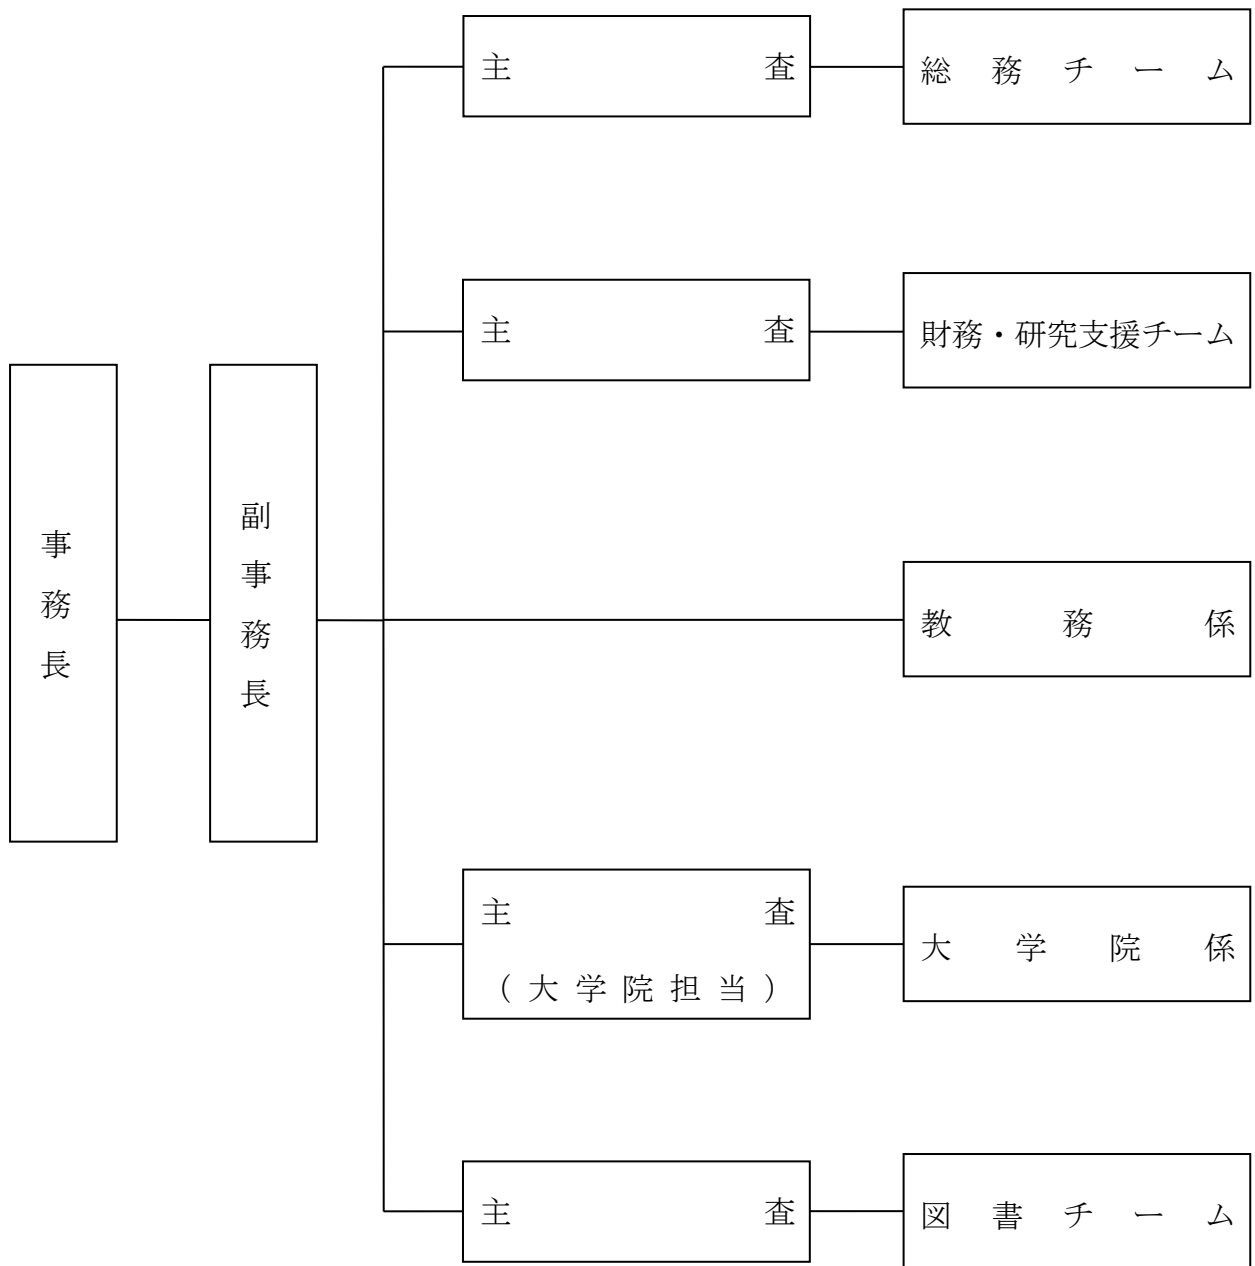 事務長
副事務長
主査
総務チーム
主査
財務・研究支援チーム
教務係
主査
（大学院担当）
大学院係
主査
図書チーム